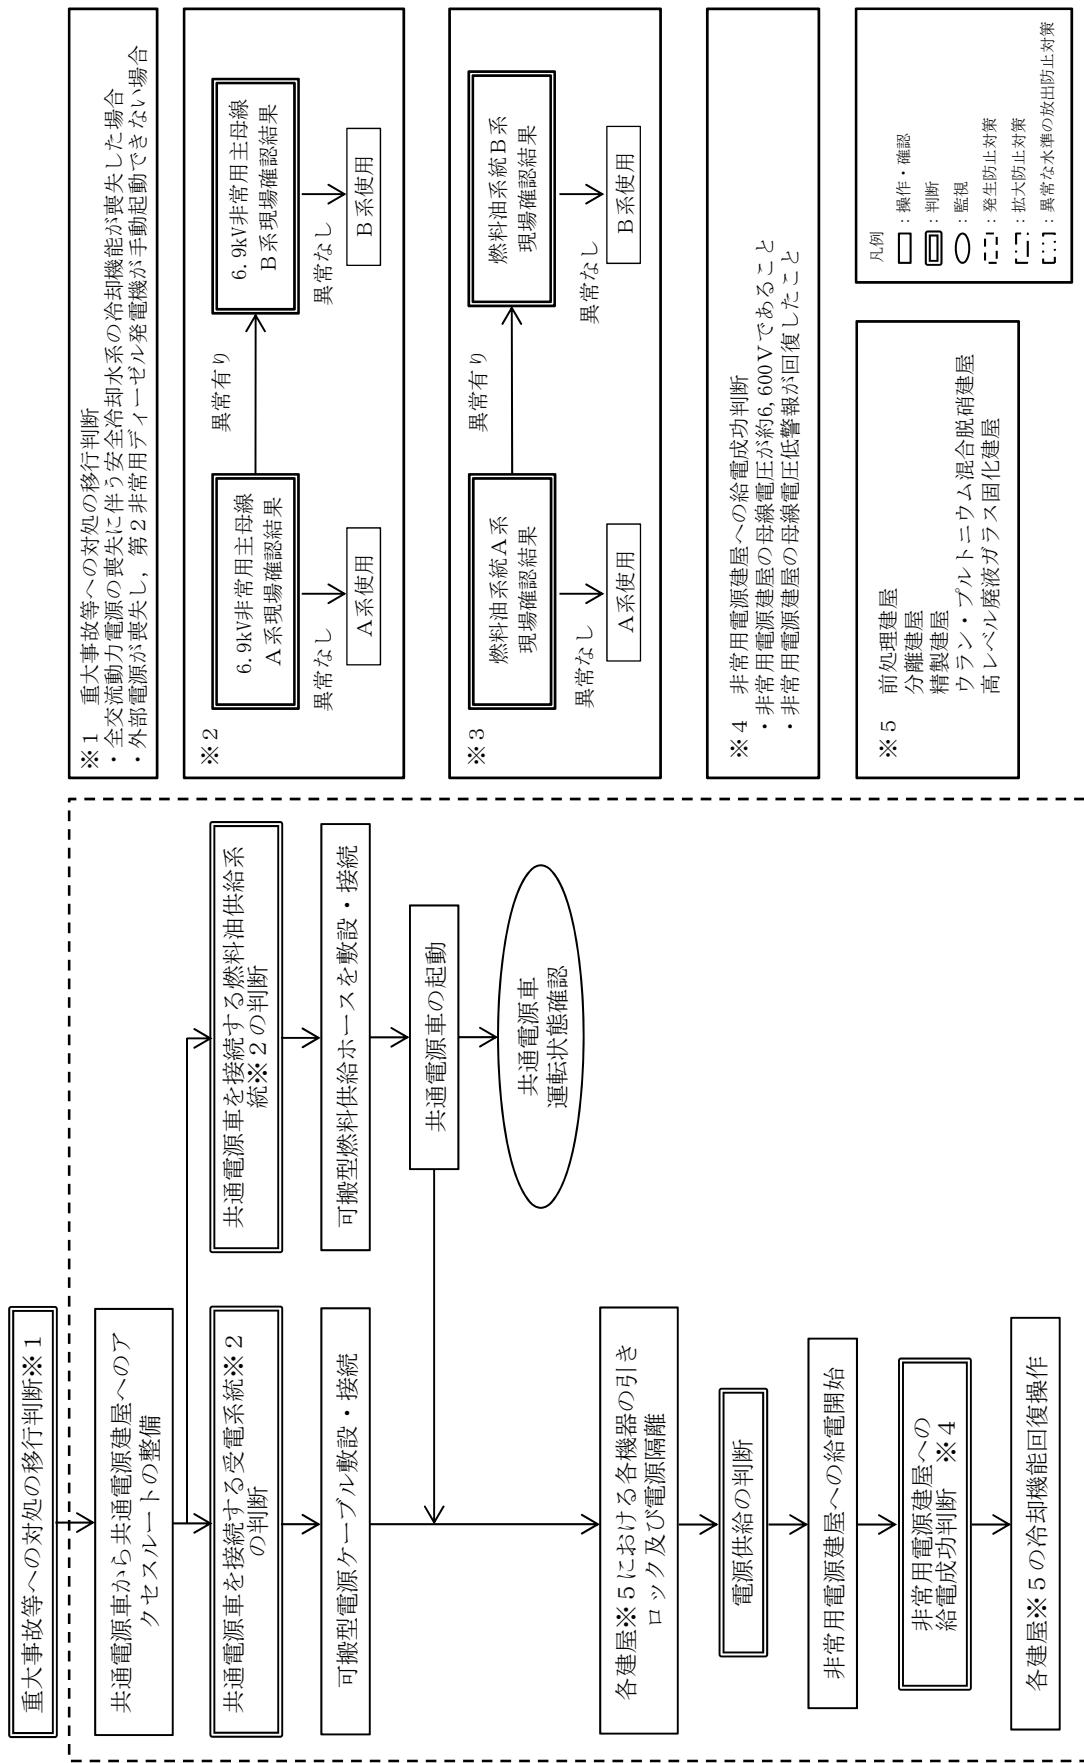 重大事故等への対処の移行判断※１
共通電源車から共通電源建屋へのア
クセスルートの整備
共通電源車を接続する受電系統※２
の判断
可搬型電源ケーブル敷設・接続
共通電源車を接続する燃料油供給系
統※２の判断
可搬型燃料供給ホースを敷設・接続
共通電源車の起動
共通電源車
運転状態確認
各建屋※５における各機器の引き
ロック及び電源隔離
電源供給の判断
非常用電源建屋への給電開始
非常用電源建屋への
給電成功判断　※４
各建屋※５の冷却機能回復操作
※１　重大事故等への対処の移行判断
・全交流動力電源の喪失に伴う安全冷却水系の冷却機能が喪失した場合
・外部電源が喪失し，第２非常用ディーゼル発電機が手動起動できない場合
※２
6.9kV非常用主母線
Ａ系現場確認結果
異常有り
6.9kV非常用主母線
Ｂ系現場確認結果
異常なし
Ａ系使用
異常なし
Ｂ系使用
※３
燃料油系統Ａ系
現場確認結果
異常有り
燃料油系統Ｂ系
現場確認結果
異常なし
Ａ系使用
異常なし
Ｂ系使用
※４　非常用電源建屋への給電成功判断
・非常用電源建屋の母線電圧が約6,600Ｖであること
・非常用電源建屋の母線電圧低警報が回復したこと
※５　前処理建屋
分離建屋
精製建屋
ウラン・プルトニウム混合脱硝建屋
高レベル廃液ガラス固化建屋
凡例
：操作・確認
：判断
：監視
：発生防止対策
：拡大防止対策
：異常な水準の放出防止対策